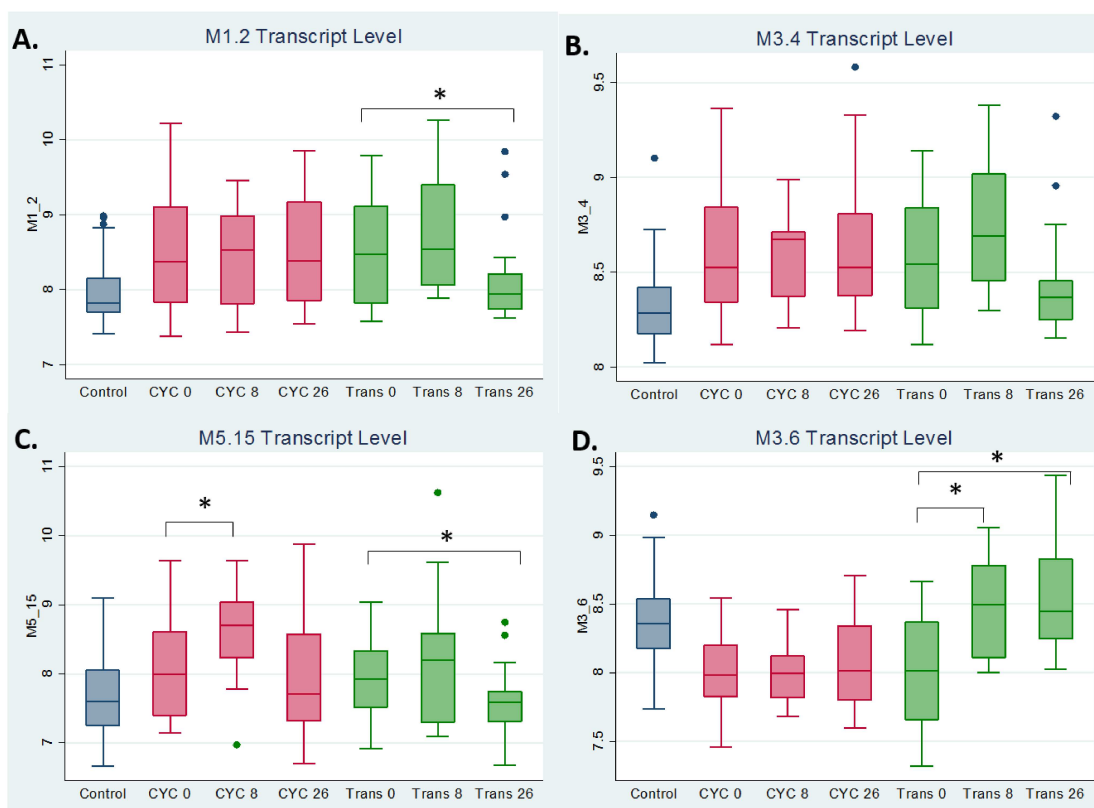 A.
M1.2 Transcript Level
11
10
9
8
7
M1_2
*
Control CYC 0 CYC 8 CYC 26 Trans 0 Trans 8 Trans 26
B.
M3.4 Transcript Level
9.5
9
8.5
8
M3_4
Control CYC 0 CYC 8 CYC 26 Trans 0 Trans 8 Trans 26
C.
M5.15 Transcript Level
11
10
9
8
7
M5_15
*
*
Control CYC 0 CYC 8 CYC 26 Trans 0 Trans 8 Trans 26
D.
M3.6 Transcript Level
9.5
9
8.5
8
7.5
M3_6
*
*
Control CYC 0 CYC 8 CYC 26 Trans 0 Trans 8 Trans 26